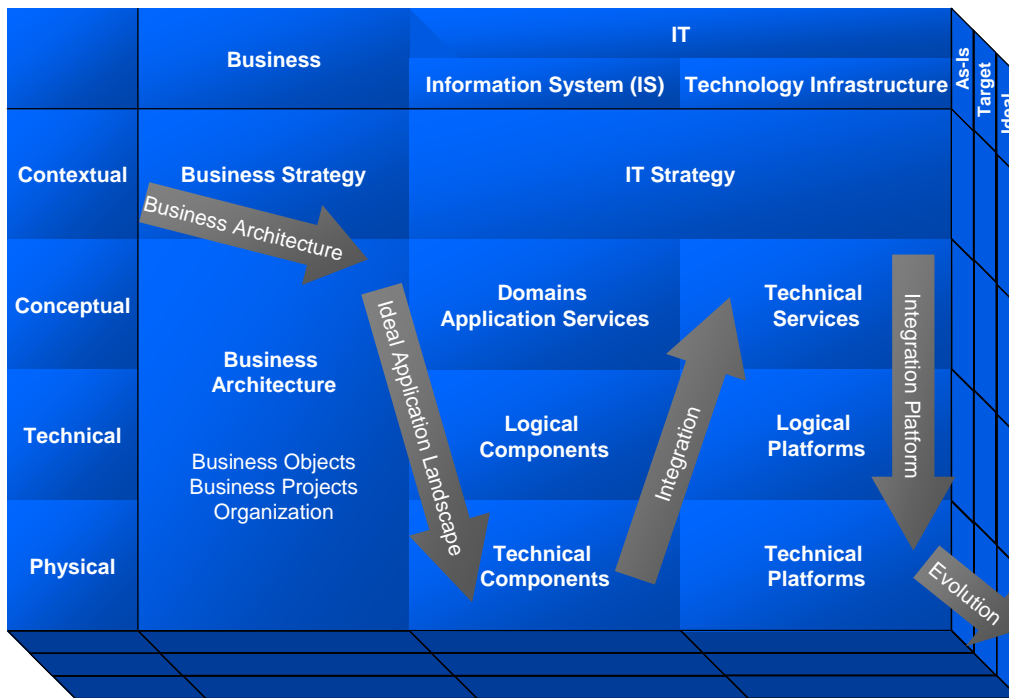 IT
Business
Information System (IS)
Technology Infrastructure
As-Is
Target
Ideal
Contextual
Business Strategy
IT Strategy
Business Architecture
Conceptual
Domains
Application Services
Technical
Services
Business
Architecture
Ideal Application Landscape
Integration
Integration Platform
Technical
Logical
Components
Logical
Platforms
Business Objects
Business Projects
Organization
Physical
Technical
Components
Technical
Platforms
Evolution